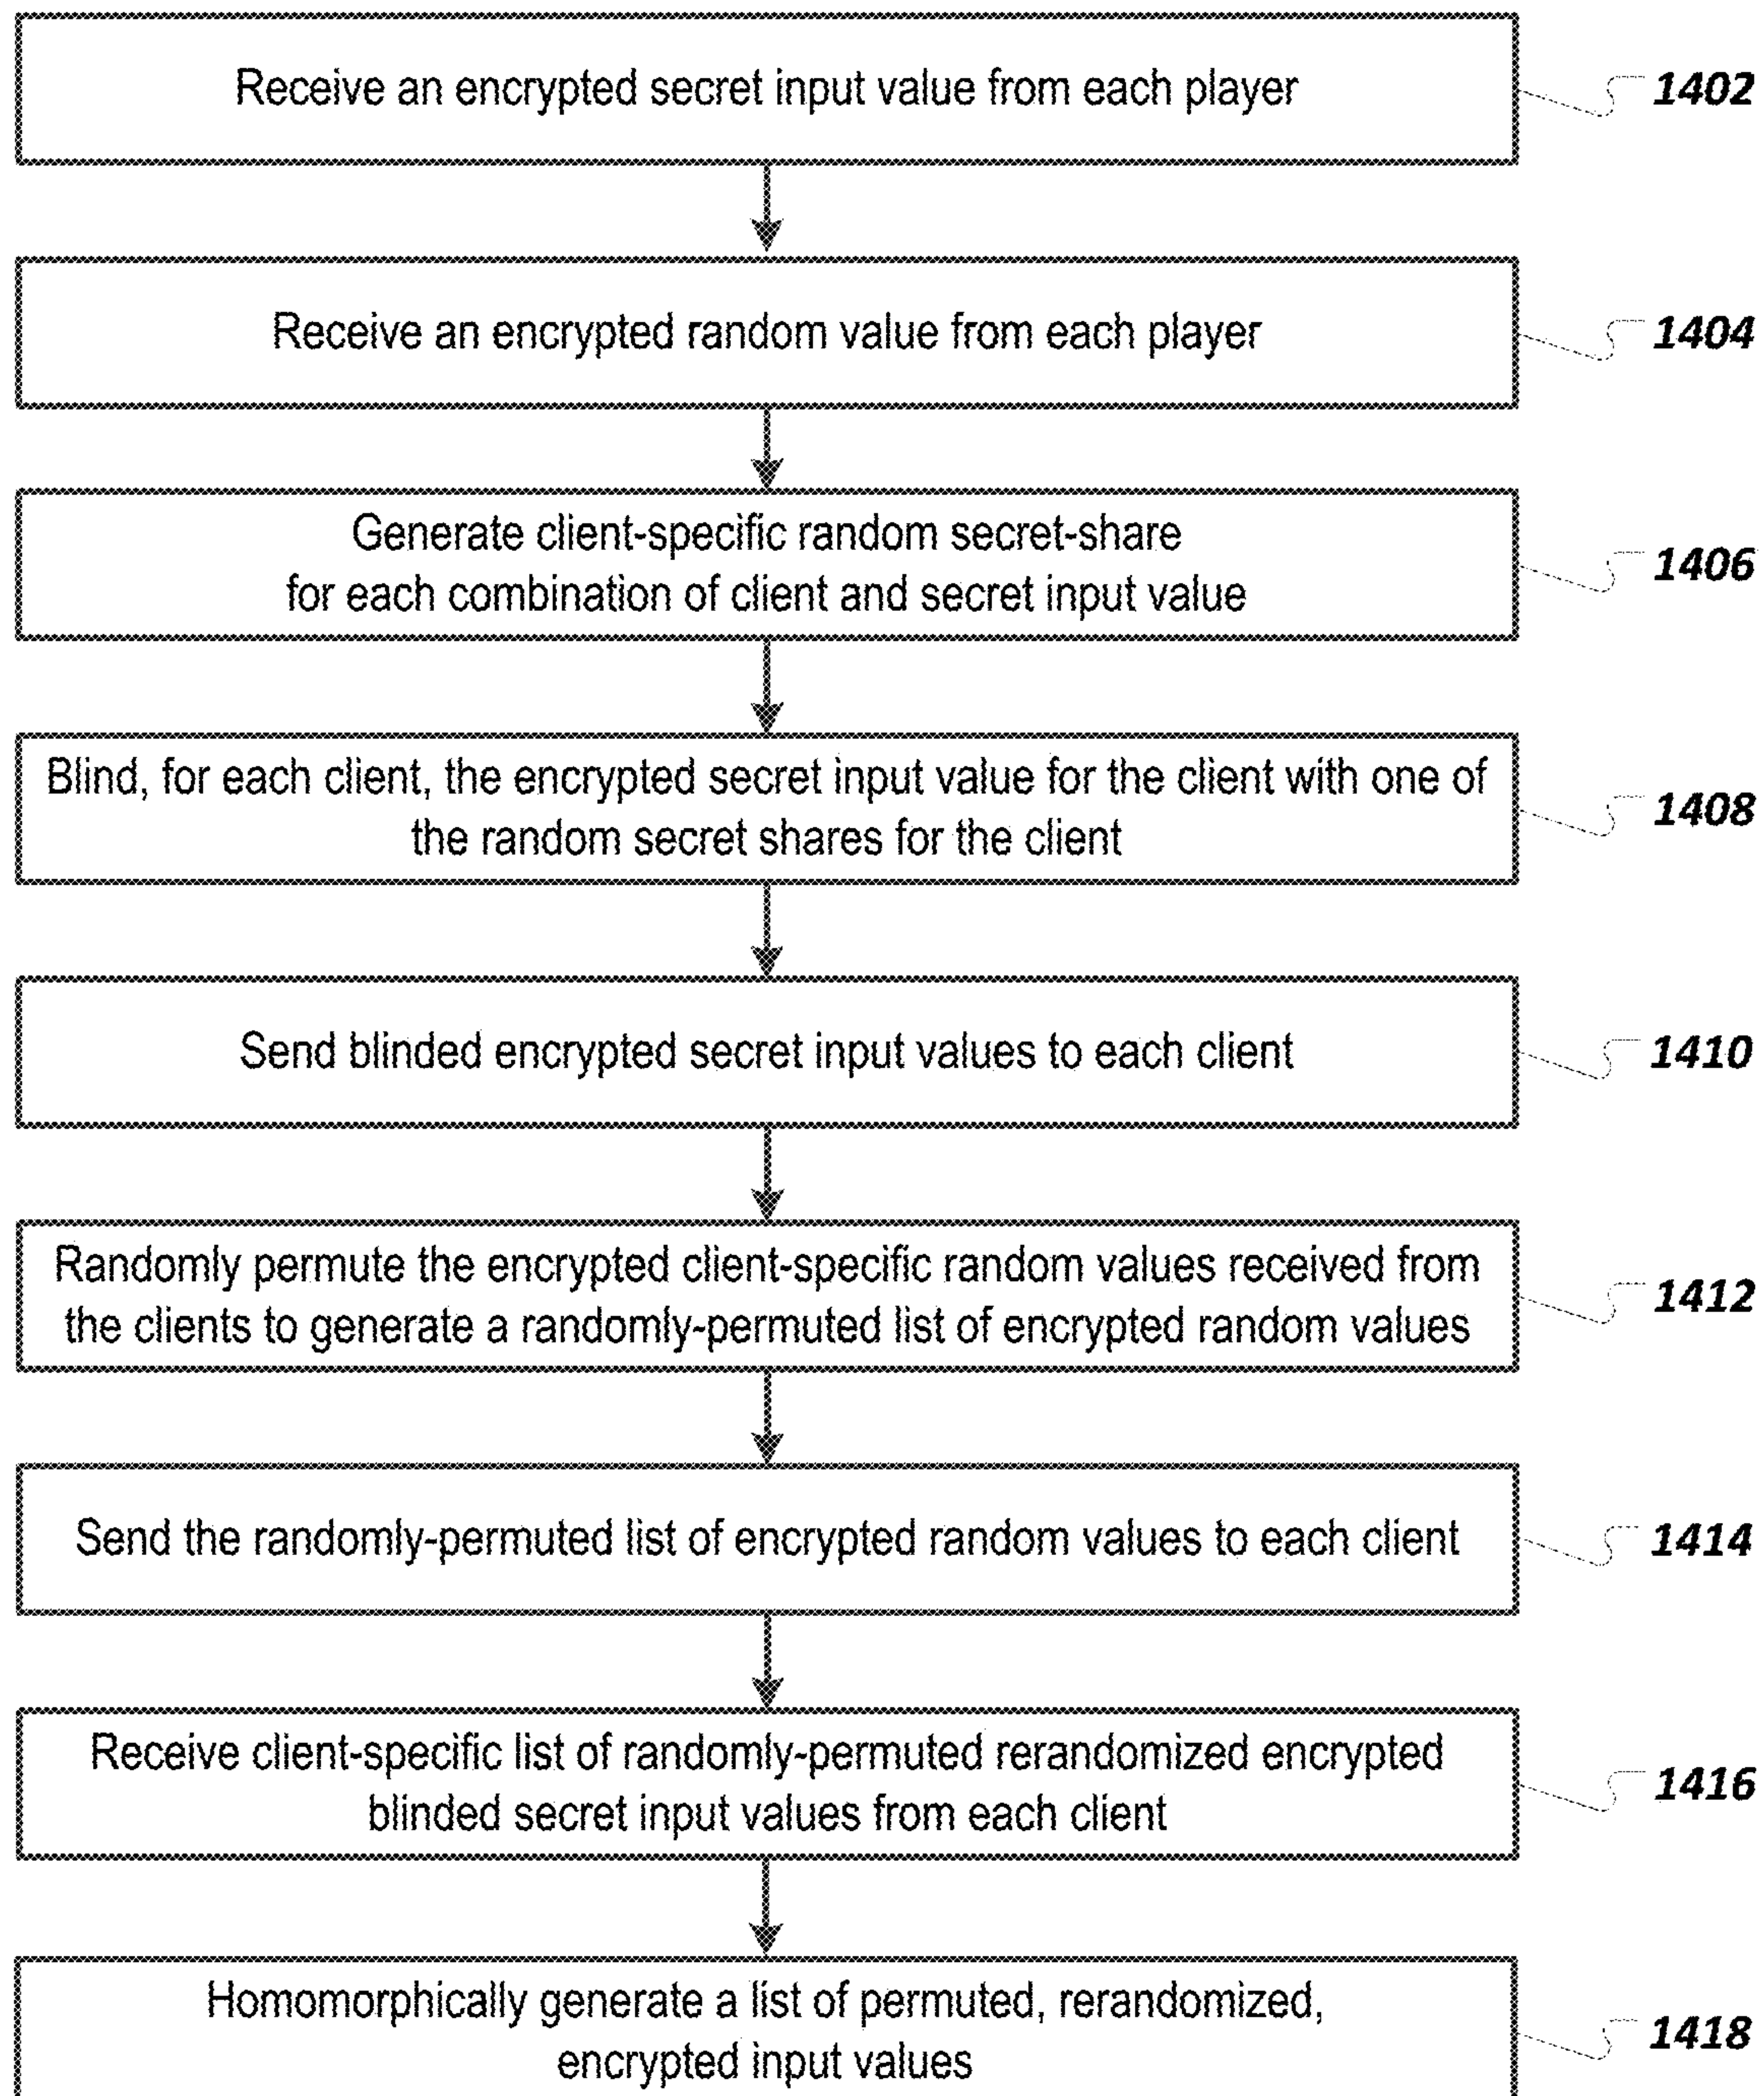 Receive an encrypted secret input value from each player
1402
Receive an encrypted random value from each player
1404
Generate client-specific random secret-share
for each combination of client and secret input value
1406
Blind, for each client, the encrypted secret input value for the client with one of
the random secret shares for the client
1408
Send blinded encrypted secret input values to each client
1410
Randomly permute the encrypted client-specific random values received from
the clients to generate a randomly-permuted list of encrypted random values
1412
Send the randomly-permuted list of encrypted random values to each client
1414
Receive client-specific list of randomly-permuted rerandomized encrypted
blinded secret input values from each client
1416
Homomorphically generate a list of permuted, rerandomized,
encrypted input values
1418